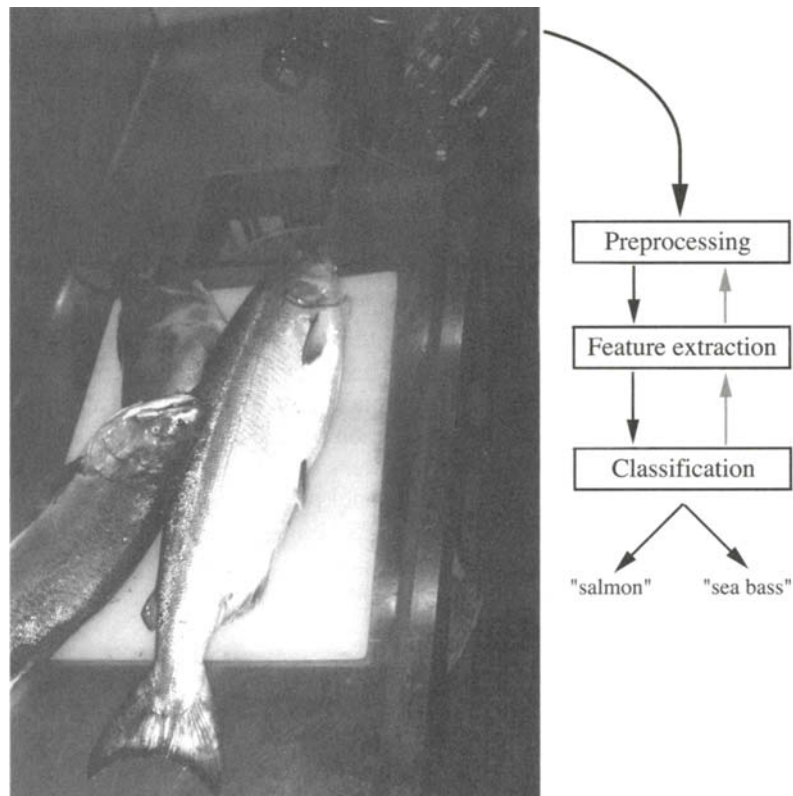 Preprocessing
Feature extraction
Classification
"salmon" "sea bass"